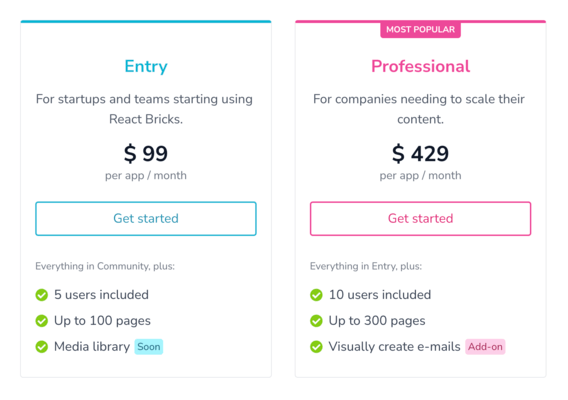 Entry
For startups and teams starting using
React Bricks.
$ 99
per app / month
Get started
Everything in Community, plus:
5 users included
Up to 100 pages
Media library Soon
MOST POPULAR
Professional
For companies needing to scale their
content.
$ 429
per app / month
Get started
Everything in Entry, plus:
10 users included
Up to 300 pages
Visually create e-mails Add-on